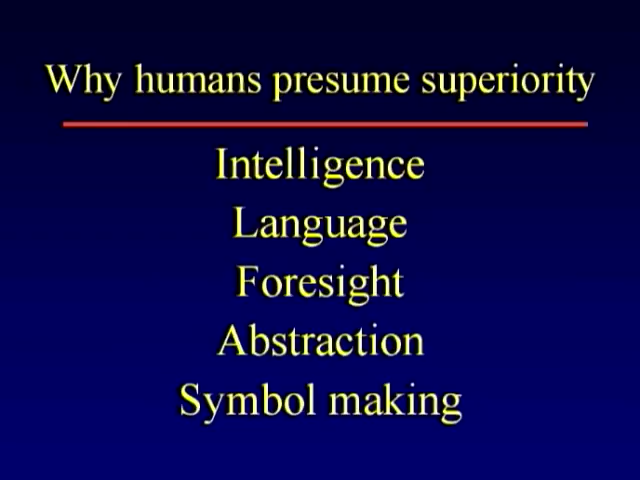 Why humans presume superiority
Intelligence
Language
Foresight
Abstraction
Symbol making